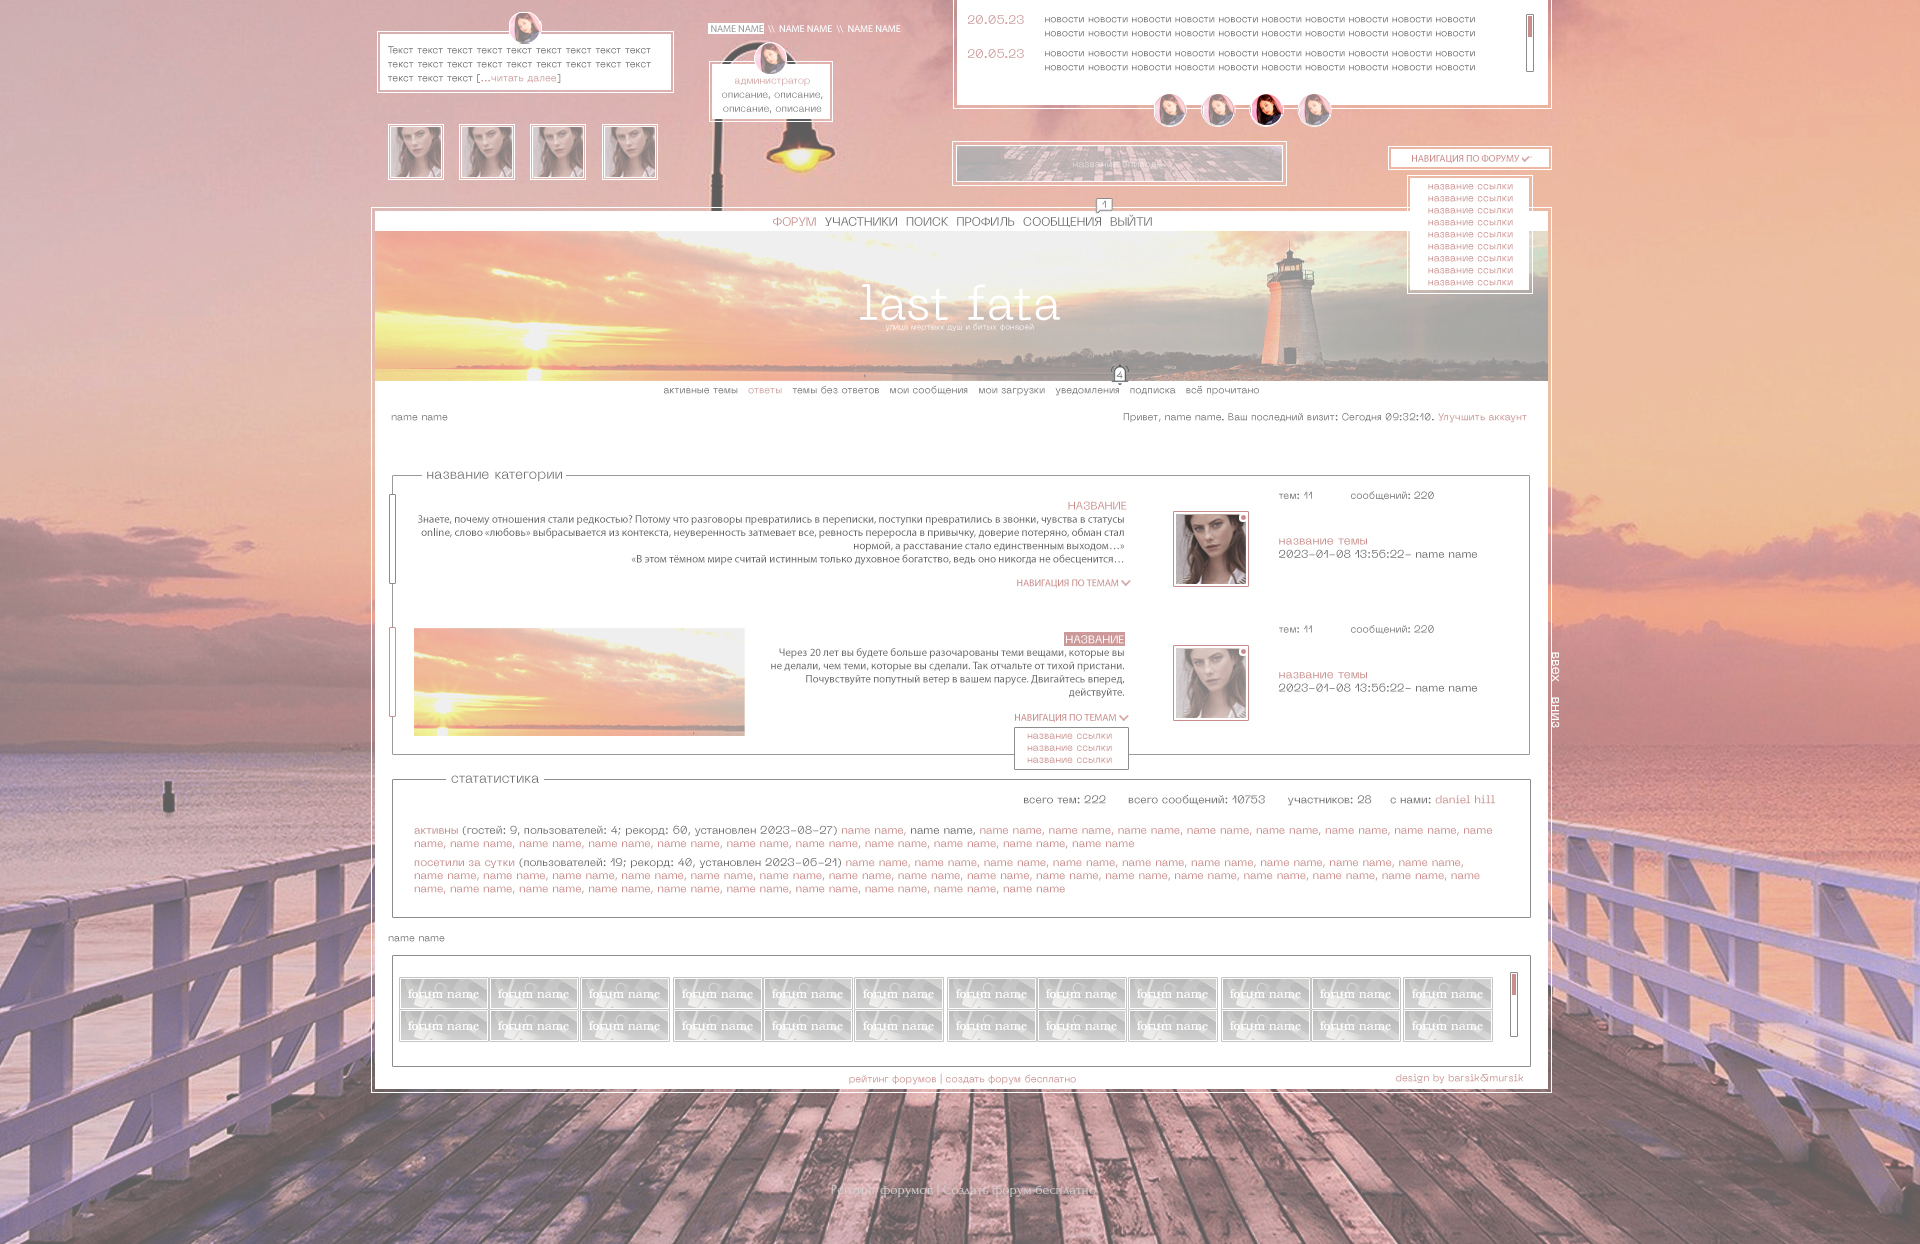 Текст текст текст текст текст текст текст текст текст
текст текст текст текст текст текст текст текст текст
текст текст текст [...читать далее]
NAME NAME \\ NAME NAME \\ NAME NAME
администратор
описание, описание,
описание, описание
20.05.23 новости новости новости новости новости новости новости новости новости новости
новости новости новости новости новости новости новости новости новости новости
20.05.23 новости новости новости новости новости новости новости новости новости новости
новости новости новости новости новости новости новости новости новости новости
НАВИГАЦИЯ ПО ФОРУМУ
название ссылки
название ссылки
название ссылки
название ссылки
название ссылки
название ссылки
название ссылки
название ссылки
название ссылки
1
ФОРУМ УЧАСТНИКИ ПОИСК ПРОФИЛЬ СООБЩЕНИЯ ВЫЙТИ
last fata
улица мертвых душ и битых фонарей
4
активные темы ответы темы без ответов мои сообщения мои загрузки уведомления подписка всё прочитано
name name
Привет, name name. Ваш последний визит: Сегодня 09:32:10. Улучшить аккаунт
название категории
НАЗВАНИЕ
Знаете, почему отношения стали редкостью? Потому что разговоры превратились в переписки, поступки превратились в звонки, чувства в статусы
online, слово «любовь» выбрасывается из контекста, неуверенность затмевает все, ревность переросла в привычку, доверие потеряно, обман стал
нормой, а расставание стало единственным выходом…»
«В этом тёмном мире считай истинным только духовное богатство, ведь оно никогда не обесценится…
НАВИГАЦИЯ ПО ТЕМАМ
тем: 11 сообщений: 220
название темы
2023-01-08 13:56:22- name name
НАЗВАНИЕ
Через 20 лет вы будете больше разочарованы теми вещами, которые вы
не делали, чем теми, которые вы сделали. Так отчальте от тихой пристани.
Почувствуйте попутный ветер в вашем парусе. Двигайтесь вперед,
действуйте.
НАВИГАЦИЯ ПО ТЕМАМ
название ссылки
название ссылки
название ссылки
тем: 11 сообщений: 220
название темы
2023-01-08 13:56:22- name name
ВВЕХ
ВНИЗ
стататистика
всего тем: 222 всего сообщений: 10753 участников: 28 с нами: daniel hill
активны (гостей: 9, пользователей: 4; рекорд: 60, установлен 2023-08-27) name name, name name, name name, name name, name name, name name, name name, name name, name name, name
name, name name, name name, name name, name name, name name, name name, name name, name name, name name, name name
посетили за сутки (пользователей: 19; рекорд: 40, установлен 2023-06-21) name name, name name, name name, name name, name name, name name, name name, name name, name name,
name name, name name, name name, name name, name name, name name, name name, name name, name name, name name, name name, name name, name name, name name, name name, name
name, name name, name name, name name, name name, name name, name name, name name, name name, name name
name name
forum name forum name forum name forum name forum name forum name forum name forum name forum name forum name forum name forum name
forum name forum name forum name forum name forum name forum name forum name forum name forum name forum name forum name forum name
рейтинг форумов | создать форум бесплатно
design by barsik&mursik
Рейтинг форумов | Создать форум бесплатно